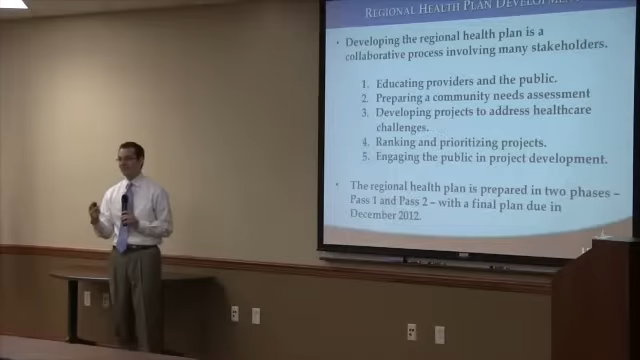 REGIONAL HEALTH PLAN DEVELOPMENT
• Developing the regional health plan is a
collaborative process involving many stakeholders.
1. Educating providers and the public.
2. Preparing a community needs assessment
3. Developing projects to address healthcare
challenges.
4. Ranking and prioritizing projects.
5. Engaging the public in project development.
• The regional health plan is prepared in two phases –
Pass 1 and Pass 2 – with a final plan due in
December 2012.